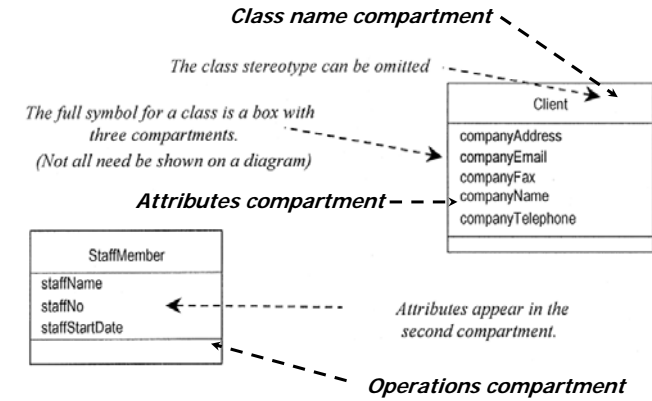 Class name compartment
The class stereotype can be omitted
Client
The full symbol for a class is a box with
three compartments.
(Not all need be shown on a diagram)
companyAddress
companyEmail
companyFax
companyName
companyTelephone
Attributes compartment
StaffMember
staffName
staffNo
staffStartDate
Attributes appear in the
second compartment.
Operations compartment